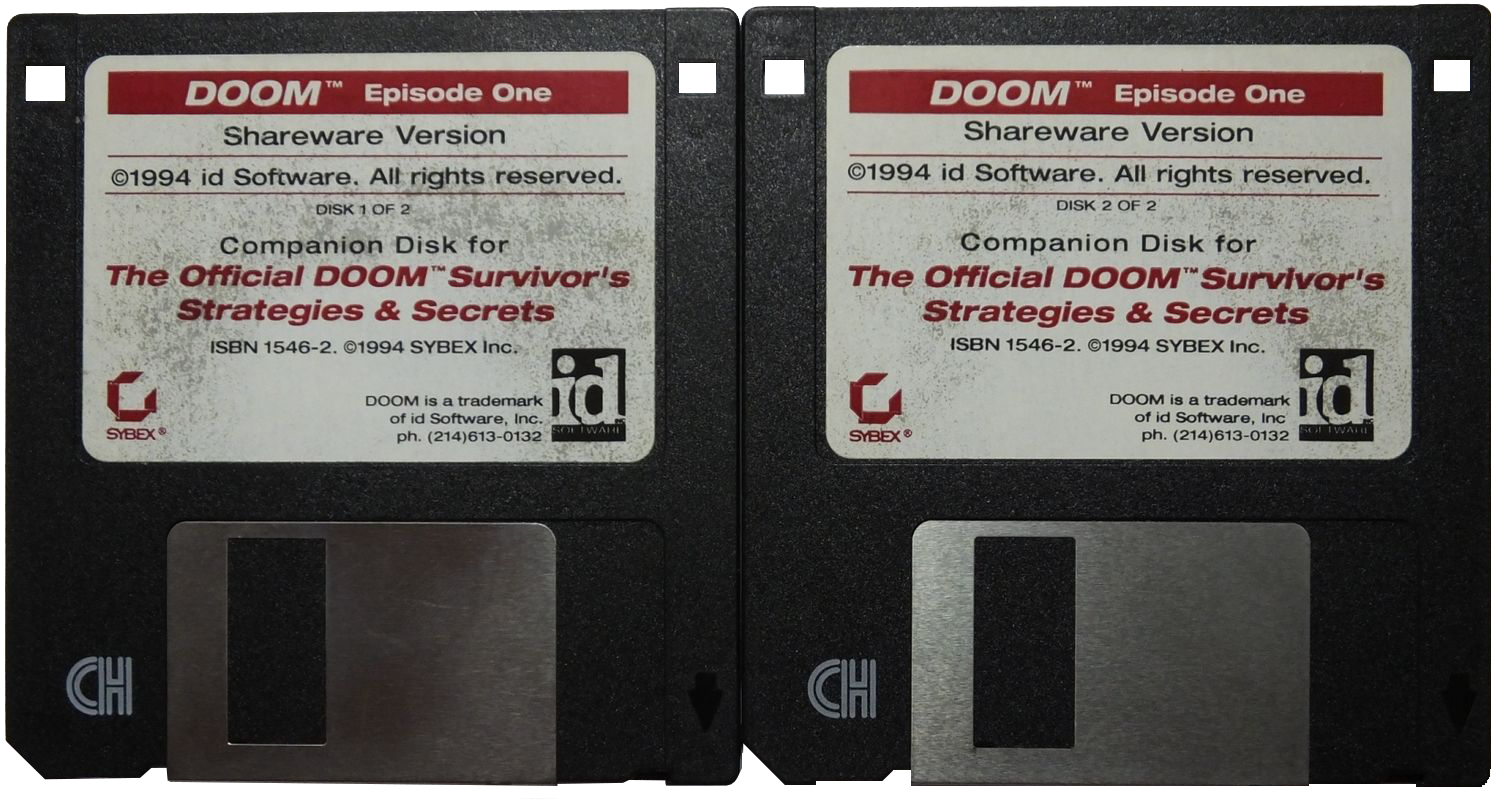 DOOM™ Episode One
Shareware Version
©1994 id Software. All rights reserved.
DISK 1 OF 2
Companion Disk for
The Official DOOM™ Survivor's
Strategies & Secrets
ISBN 1546-2. ©1994 SYBEX Inc.
DOOM is a trademark
of id Software, Inc.
ph. (214)613-0132
SYBEX®
id
SOFTWARE
CH
DOOM™ Episode One
Shareware Version
©1994 id Software. All rights reserved.
DISK 2 OF 2
Companion Disk for
The Official DOOM™ Survivor's
Strategies & Secrets
ISBN 1546-2. ©1994 SYBEX Inc.
DOOM is a trademark
of id Software, Inc
ph. (214)613-0132
SYBEX®
id
SOFTWARE
CH